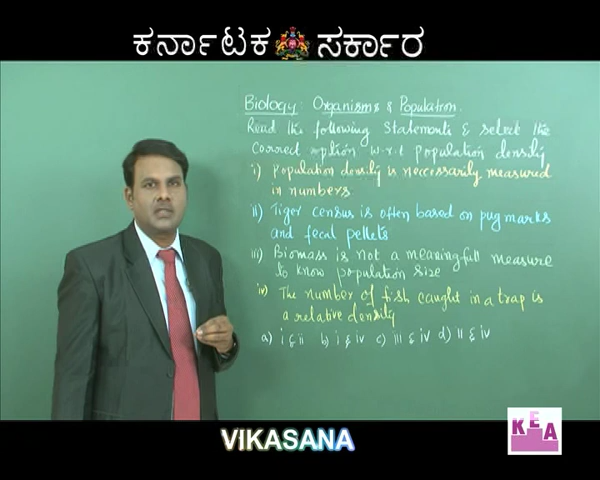 ಕರ್ನಾಟಕ ಸರ್ಕಾರ
Biology: Organisms & Population.
Read the following statements & select the
correct option w.r.t population density
i) Population density is neccessarily measured
in numbers
ii) Tiger census is often based on pug marks
and fecal pellets
iii) Biomass is not a meaningfull measure
to know population size
iv) The number of fish caught in a trap is
a relative density
a) i & ii b) i & iv c) iii & iv d) ii & iv
VIKASANA
KEA